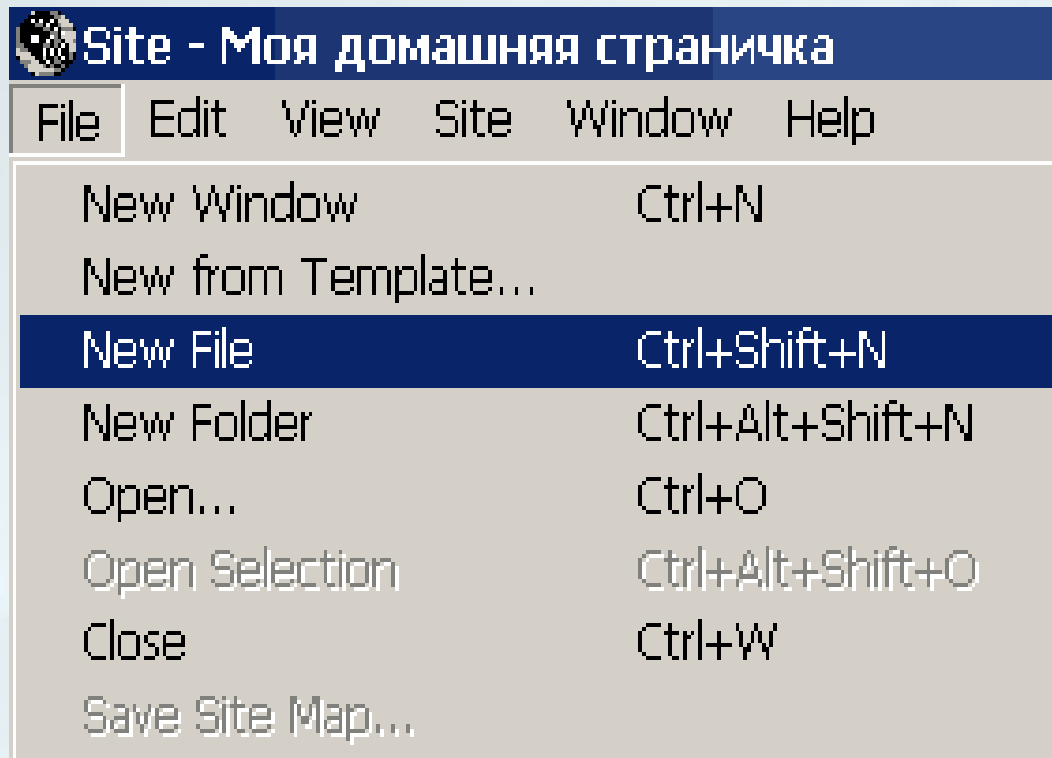 Site - Моя домашняя страничка
File Edit View Site Window Help
New Window Ctrl+N
New from Template...
New File Ctrl+Shift+N
New Folder Ctrl+Alt+Shift+N
Open... Ctrl+O
Open Selection Ctrl+Alt+Shift+O
Close Ctrl+W
Save Site Map...